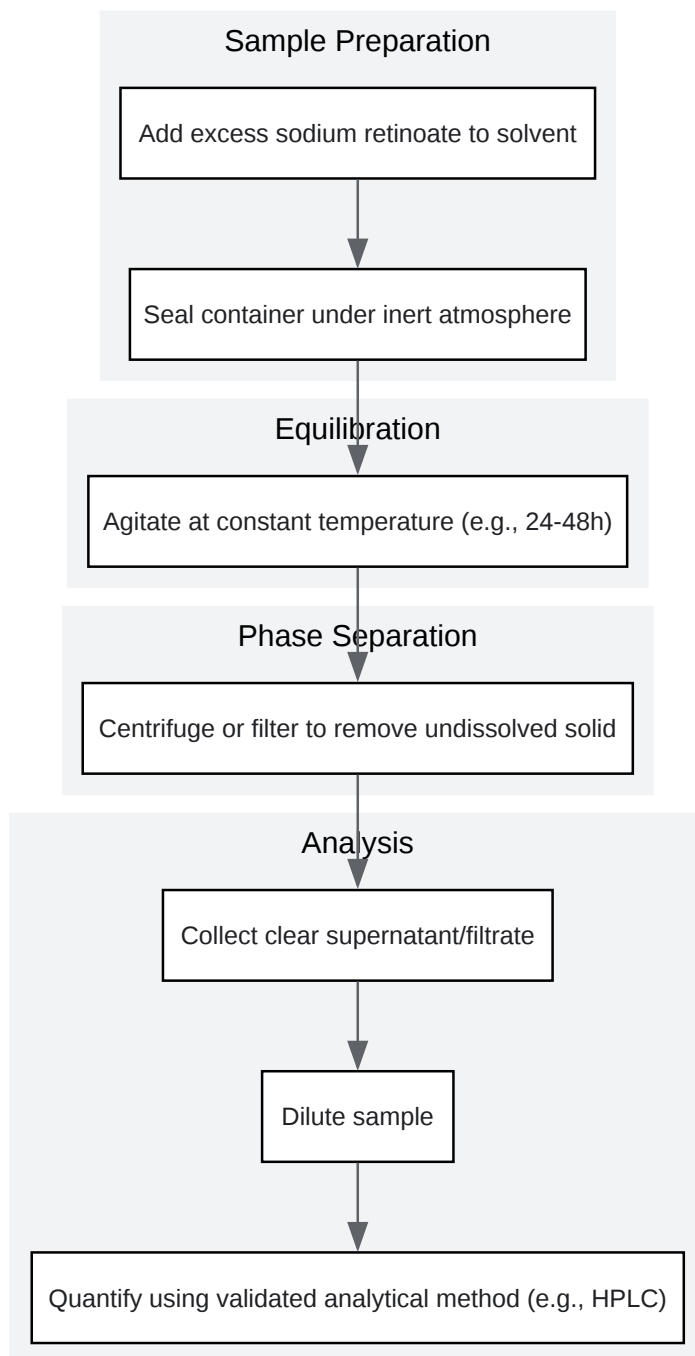 Sample Preparation
Add excess sodium retinoate to solvent
Seal container under inert atmosphere
Equilibration
Agitate at constant temperature (e.g., 24-48h)
Phase Separation
Centrifuge or filter to remove undissolved solid
Analysis
Collect clear supernatant/filtrate
Dilute sample
Quantify using validated analytical method (e.g., HPLC)